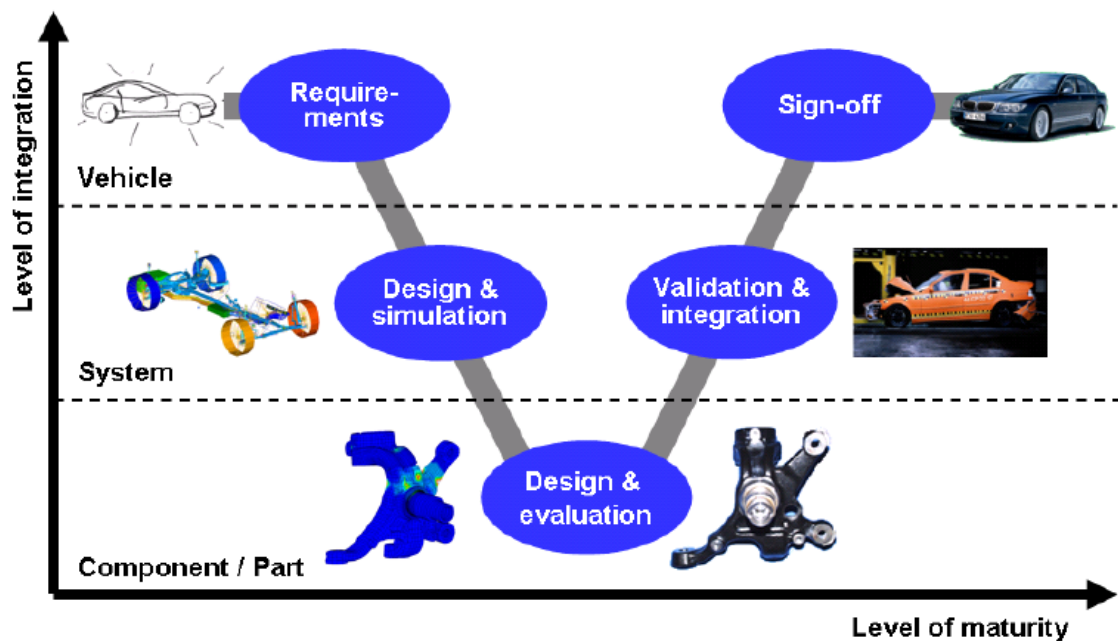 Level of integration
Require-
ments
Sign-off
Vehicle
Design &
simulation
Validation &
integration
System
Design &
evaluation
Component / Part
Level of maturity